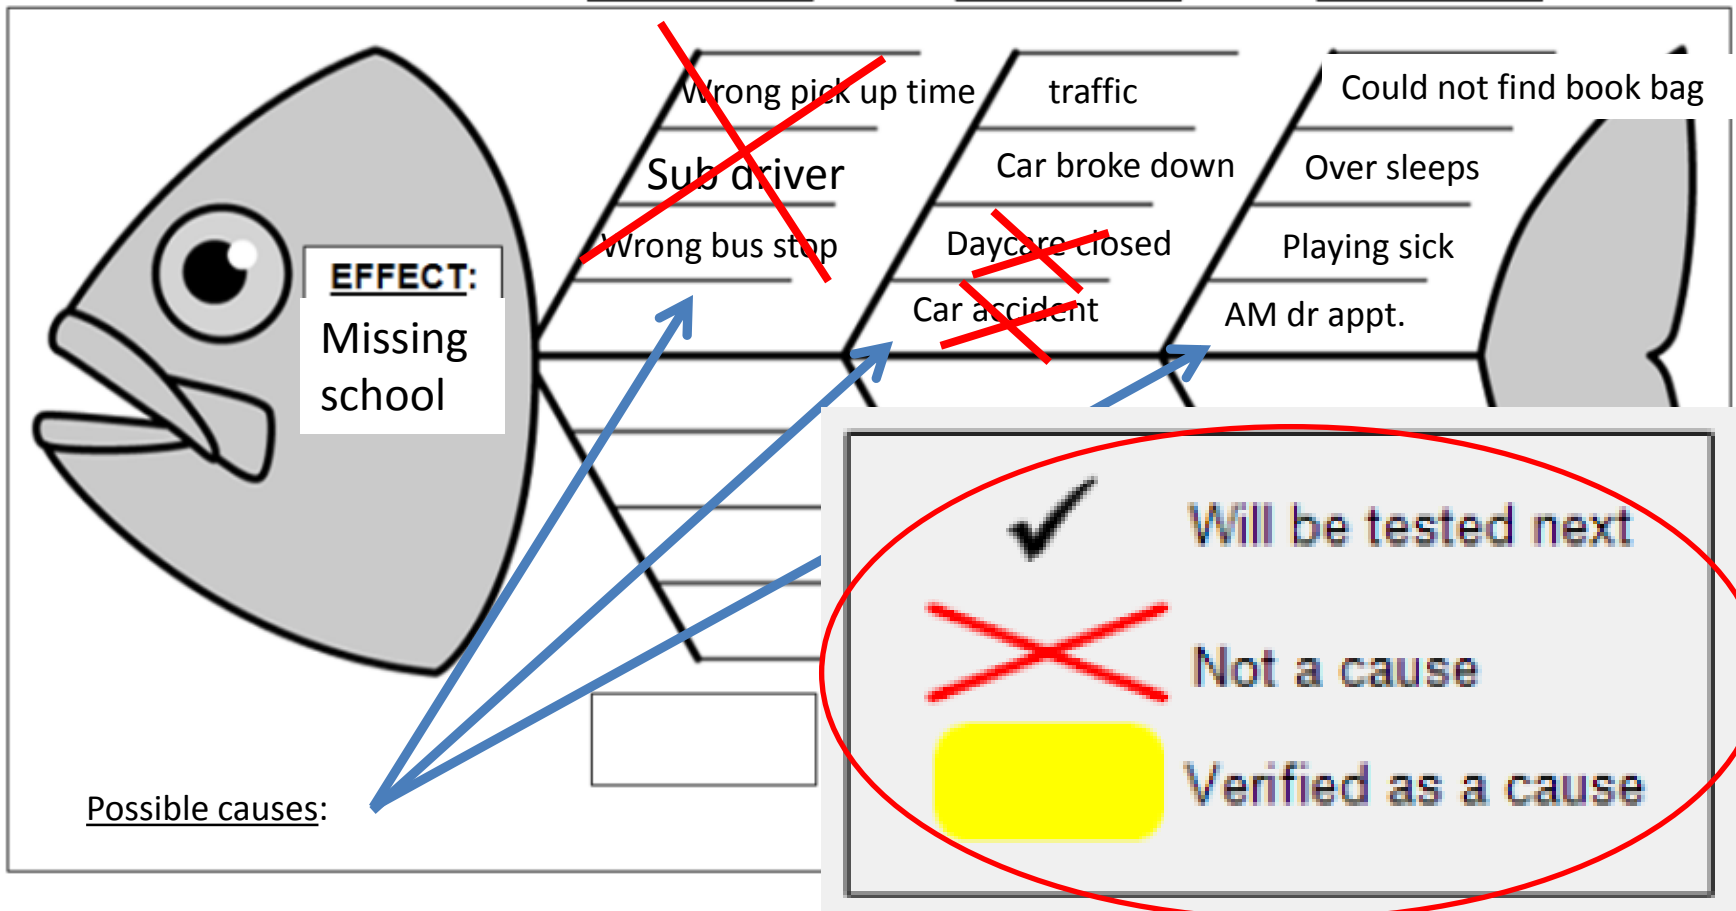 Wrong pick up time
traffic
Could not find book bag
Sub driver
Car broke down
Over sleeps
Wrong bus stop
Daycare closed
Playing sick
Car accident
AM dr appt.
EFFECT:
Missing
school
Will be tested next
Not a cause
Verified as a cause
Possible causes: